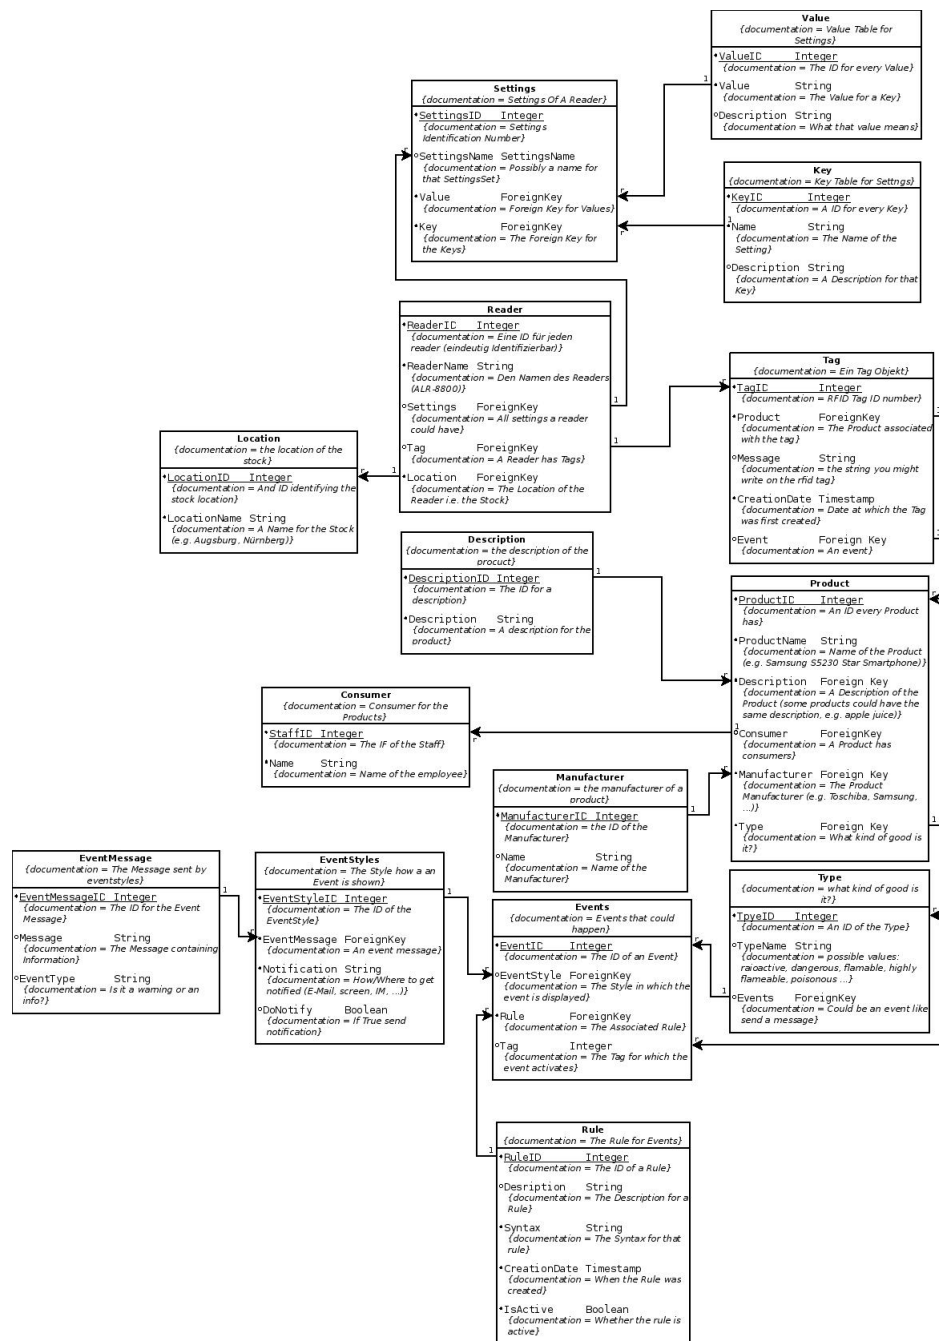 Value
{documentation = Value Table for
Settings}
ValueID Integer
{documentation = The ID for every Value}
Value String
{documentation = The Value for a Key}
Description String
{documentation = What that value means}
Settings
{documentation = Settings Of A Reader}
SettingsID Integer
{documentation = Settings
Identification Number}
SettingsName SettingsName
{documentation = Possibly a name for
that SettingsSet}
Value ForeignKey
{documentation = Foreign Key for Values}
Key ForeignKey
{documentation = The Foreign Key for
the Keys}
1
r
r
r
Key
{documentation = Key Table for Settngs}
KeyID Integer
{documentation = A ID for every Key}
1
Name String
{documentation = The Name of the
Setting}
Description String
{documentation = A Description for that
Key}
Reader
ReaderID Integer
{documentation = Eine ID für jeden
reader (eindeutig Identifizierbar)}
ReaderName String
{documentation = Den Namen des Readers
(ALR-8800)}
Settings ForeignKey
{documentation = All settings a reader
could have}
Tag ForeignKey
{documentation = A Reader has Tags}
Location ForeignKey
{documentation = The Location of the
Reader i.e. the Stock}
1
1
1
r
r
Tag
{documentation = Ein Tag Objekt}
TagID Integer
{documentation = RFID Tag ID number}
Product ForeignKey
{documentation = The Product associated
with the tag}
Message String
{documentation = the string you might
write on the rfid tag}
CreationDate Timestamp
{documentation = Date at which the Tag
was first created}
Event Foreign Key
{documentation = An event}
1
1
Location
{documentation = the location of the
stock}
LocationID Integer
{documentation = And ID identifying the
stock location}
LocationName String
{documentation = A Name for the Stock
(e.g. Augsburg, Nürnberg)}
Description
{documentation = the description of the
procuct}
DescriptionID Integer
{documentation = The ID for a
description}
Description String
{documentation = A description for the
product}
1
r
Product
ProductID Integer
{documentation = An ID every Product
has}
ProductName String
{documentation = Name of the Product
(e.g. Samsung S5230 Star Smartphone)}
Description Foreign Key
{documentation = A Description of the
Product (some products could have the
same description, e.g. apple juice)}
Consumer ForeignKey
{documentation = A Product has
consumers}
Manufacturer Foreign Key
{documentation = The Product
Manufacturer (e.g. Toschiba, Samsung,
...)}
Type Foreign Key
{documentation = What kind of good is
it?}
r
1
1
Consumer
{documentation = Consumer for the
Products}
StaffID Integer
{documentation = The IF of the Staff}
Name String
{documentation = Name of the employee}
r
Manufacturer
{documentation = the manufacturer of a
product}
ManufacturerID Integer
{documentation = the ID of the
Manufacturer}
Name String
{documentation = Name of the
Manufacturer}
1
r
EventMessage
{documentation = The Message sent by
eventstyles}
EventMessageID Integer
{documentation = The ID for the Event
Message}
Message String
{documentation = The Message containing
Information}
EventType String
{documentation = Is it a warning or an
info?}
1
r
EventStyles
{documentation = The Style how a an
Event is shown}
EventStyleID Integer
{documentation = The ID of the
EventStyle}
EventMessage ForeignKey
{documentation = An event message}
Notification String
{documentation = How/Where to get
notified (E-Mail, screen, IM, ...)}
DoNotify Boolean
{documentation = If True send
notification}
1
r
Events
{documentation = Events that could
happen}
EventID Integer
{documentation = The ID of an Event}
EventStyle ForeignKey
{documentation = The Style in which the
event is displayed}
Rule ForeignKey
{documentation = The Associated Rule}
Tag Integer
{documentation = The Tag for which the
event activates}
r
r
r
Type
{documentation = what kind of good is
it?}
TpyeID Integer
{documentation = An ID of the Type}
TypeName String
{documentation = possible values:
raioactive, dangerous, flamable, highly
flameable, poisonous ...}
Events ForeignKey
{documentation = Could be an event like
send a message}
r
1
Rule
{documentation = The Rule for Events}
RuleID Integer
{documentation = The ID of a Rule}
Desription String
{documentation = The Description for a
Rule}
Syntax String
{documentation = The Syntax for that
rule}
CreationDate Timestamp
{documentation = When the Rule was
created}
IsActive Boolean
{documentation = Whether the rule is
active}
1